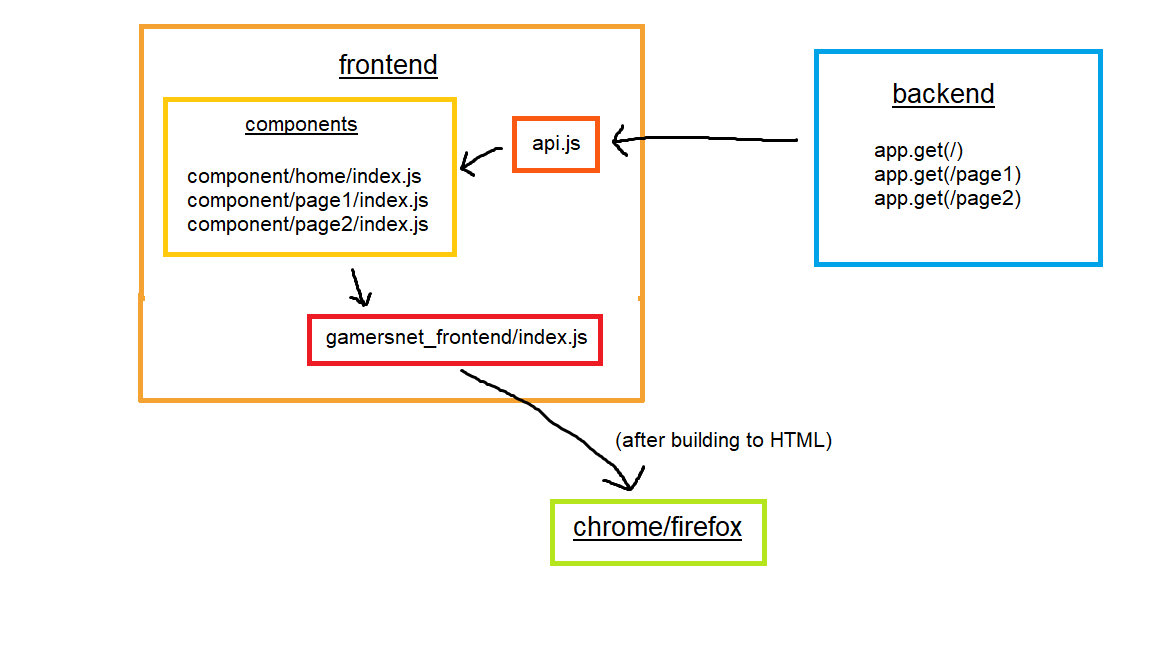 frontend
components
component/home/index.js
component/page1/index.js
component/page2/index.js
api.js
backend
app.get(/)
app.get(/page1)
app.get(/page2)
gamersnet_frontend/index.js
(after building to HTML)
chrome/firefox